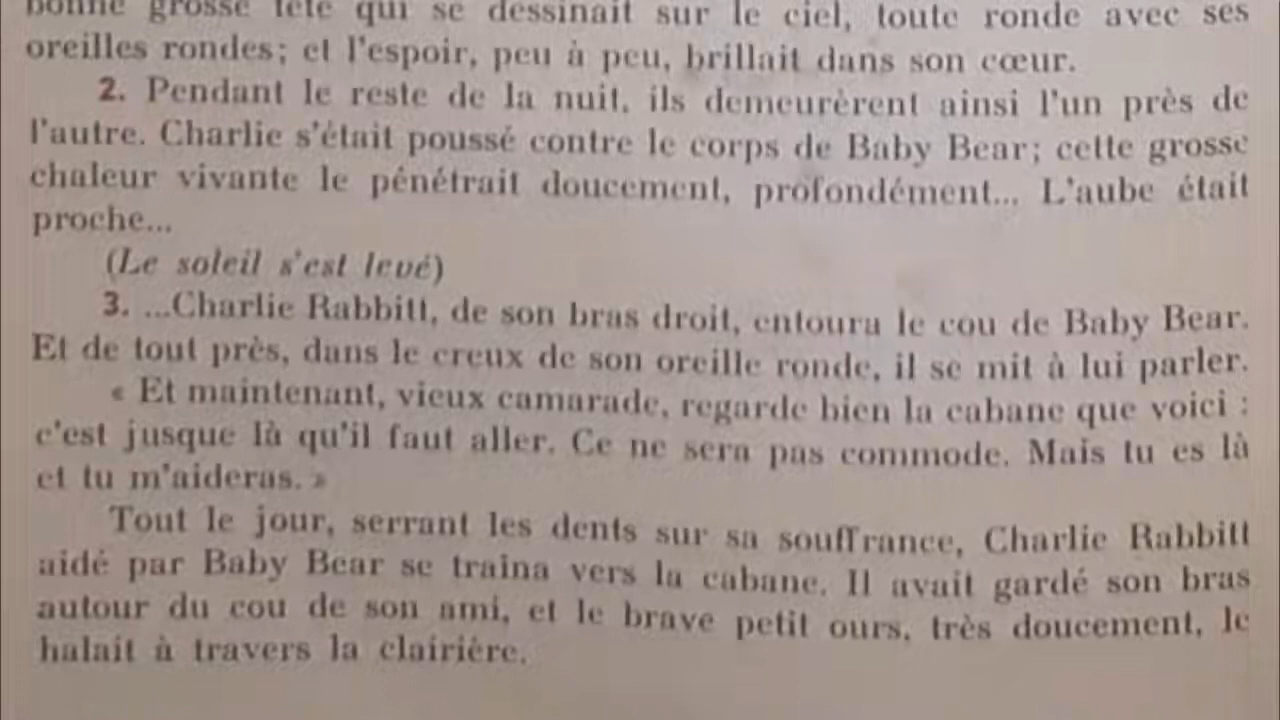 bonne grosse tête qui se dessinait sur le ciel, toute ronde avec ses
oreilles rondes; et l'espoir, peu à peu, brillait dans son cœur.
2. Pendant le reste de la nuit, ils demeurèrent ainsi l'un près de
l'autre. Charlie s'était poussé contre le corps de Baby Bear; cette grosse
chaleur vivante le pénétrait doucement, profondément... L'aube était
proche...
(Le soleil s'est levé)
3. ...Charlie Rabbitt, de son bras droit, entoura le cou de Baby Bear.
Et de tout près, dans le creux de son oreille ronde, il se mit à lui parler.
« Et maintenant, vieux camarade, regarde bien la cabane que voici :
c'est jusque là qu'il faut aller. Ce ne sera pas commode. Mais tu es là
et tu m'aideras. »
Tout le jour, serrant les dents sur sa souffrance, Charlie Rabbitt
aidé par Baby Bear se traîna vers la cabane. Il avait gardé son bras
autour du cou de son ami, et le brave petit ours, très doucement, le
halait à travers la clairière.